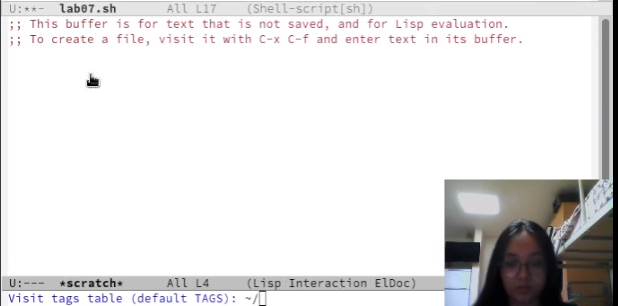 U:**-  lab07.sh       All L17    (Shell-script[sh])
;; This buffer is for text that is not saved, and for Lisp evaluation.
;; To create a file, visit it with C-x C-f and enter text in its buffer.
U:---  *scratch*      All L4     (Lisp Interaction ElDoc)
Visit tags table (default TAGS): ~/